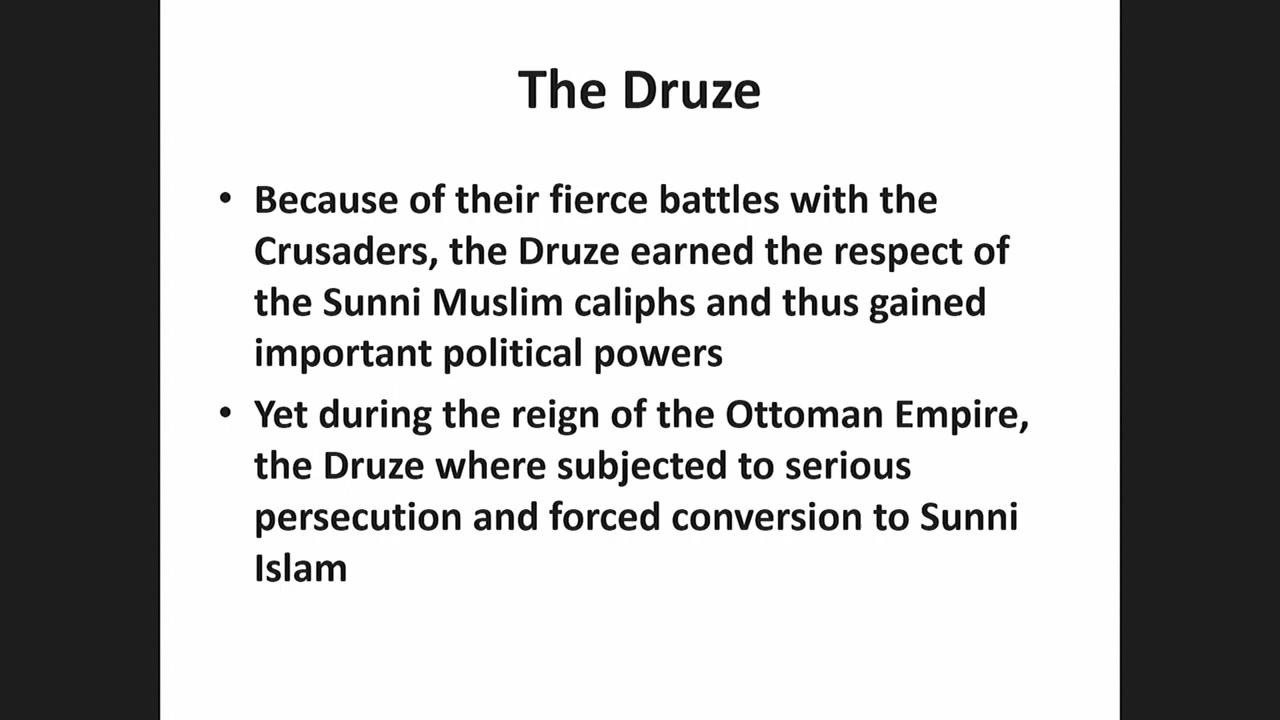 The Druze
• Because of their fierce battles with the
Crusaders, the Druze earned the respect of
the Sunni Muslim caliphs and thus gained
important political powers
• Yet during the reign of the Ottoman Empire,
the Druze where subjected to serious
persecution and forced conversion to Sunni
Islam